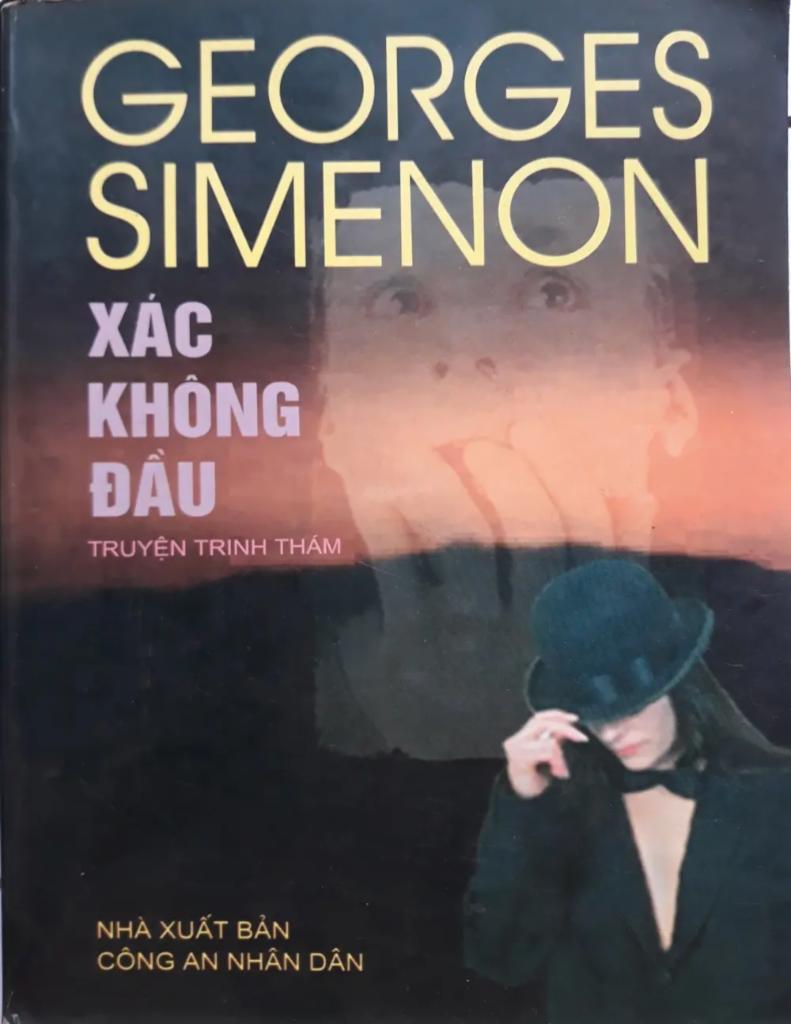 GEORGES
SIMENON
XÁC
KHÔNG
ĐẦU
TRUYỆN TRINH THÁM
NHÀ XUẤT BẢN
CÔNG AN NHÂN DÂN